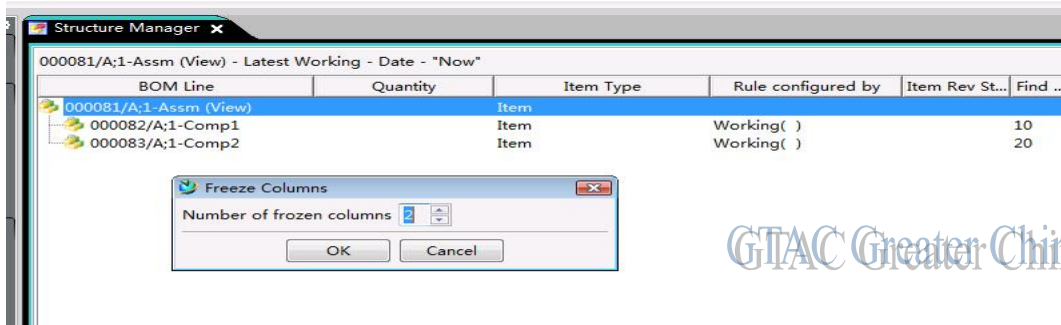 Structure Manager
000081/A;1-Assm (View) - Latest Working - Date - "Now"
BOM Line Quantity Item Type Rule configured by Item Rev St... Find ..
000081/A;1-Assm (View) Item
000082/A;1-Comp1 Item Working( ) 10
000083/A;1-Comp2 Item Working( ) 20
Freeze Columns
Number of frozen columns 2
OK Cancel
GTAC Greater Chin